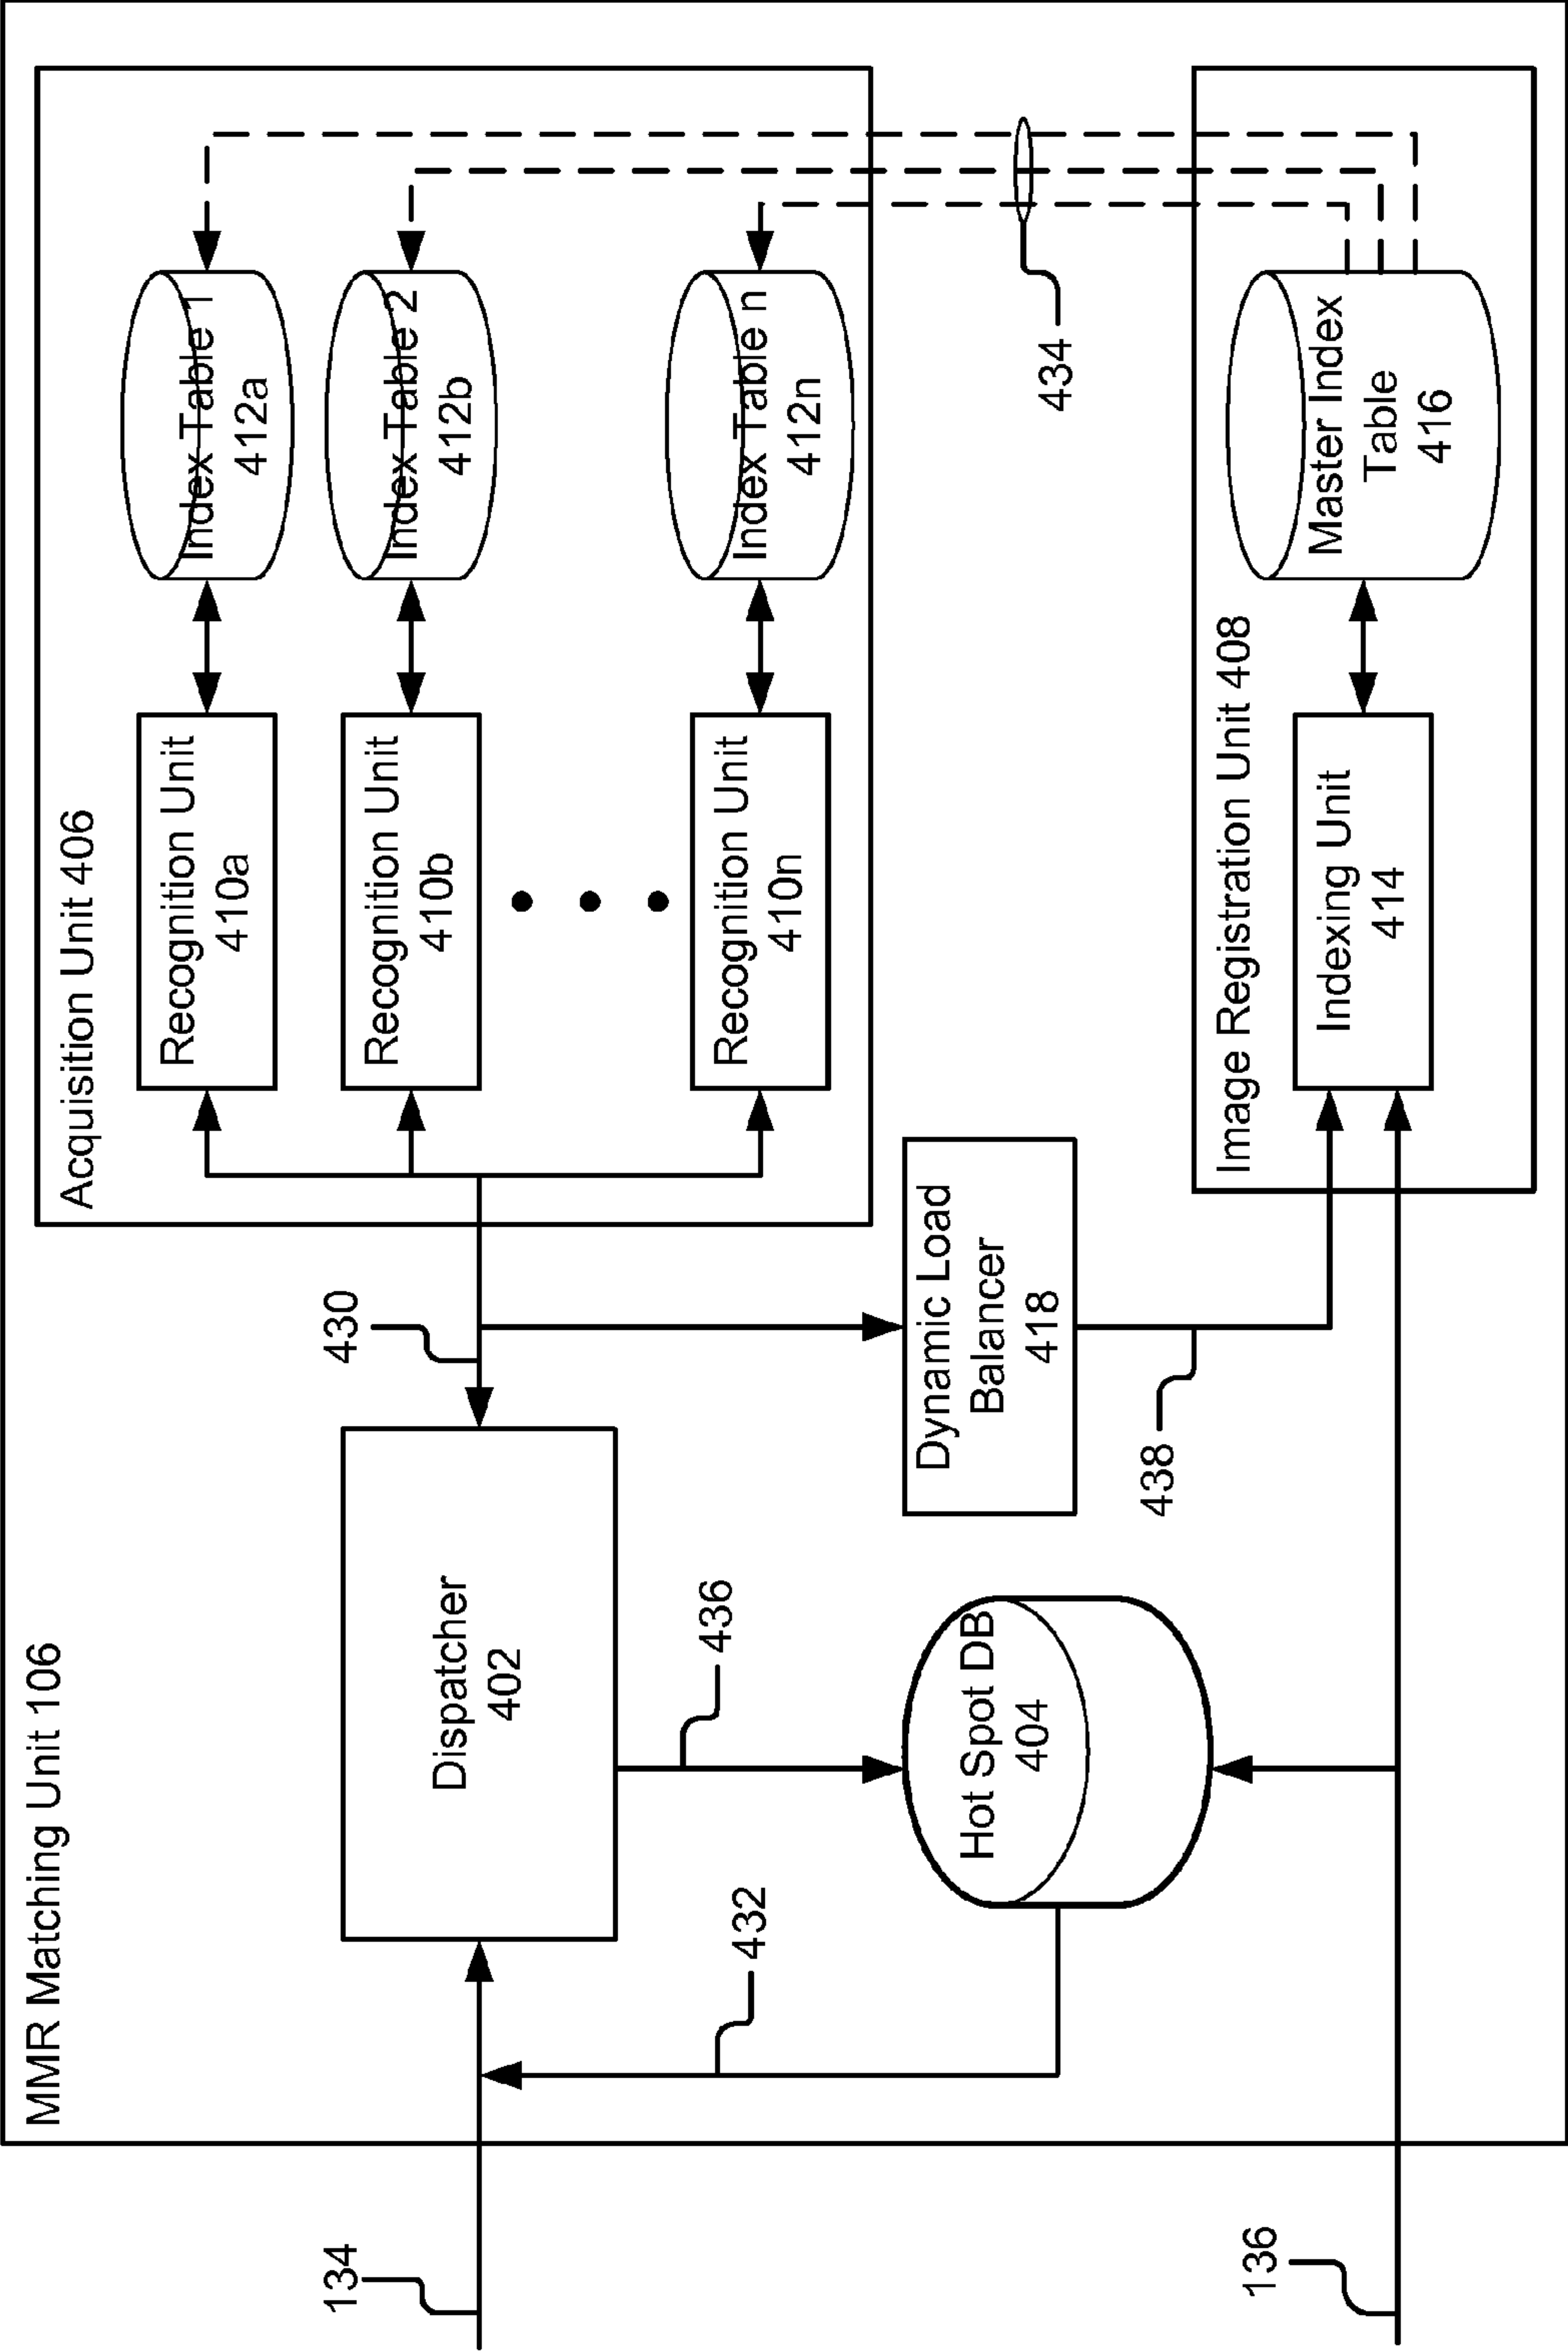 MMR Matching Unit 106
134
Dispatcher
402
430
Acquisition Unit 406
Recognition Unit
410a
Index Table 1
412a
Recognition Unit
410b
Index Table 2
412b
Recognition Unit
410n
Index Table n
412n
432
436
Hot Spot DB
404
Dynamic Load
Balancer
418
434
438
136
Image Registration Unit 408
Indexing Unit
414
Master Index
Table
416